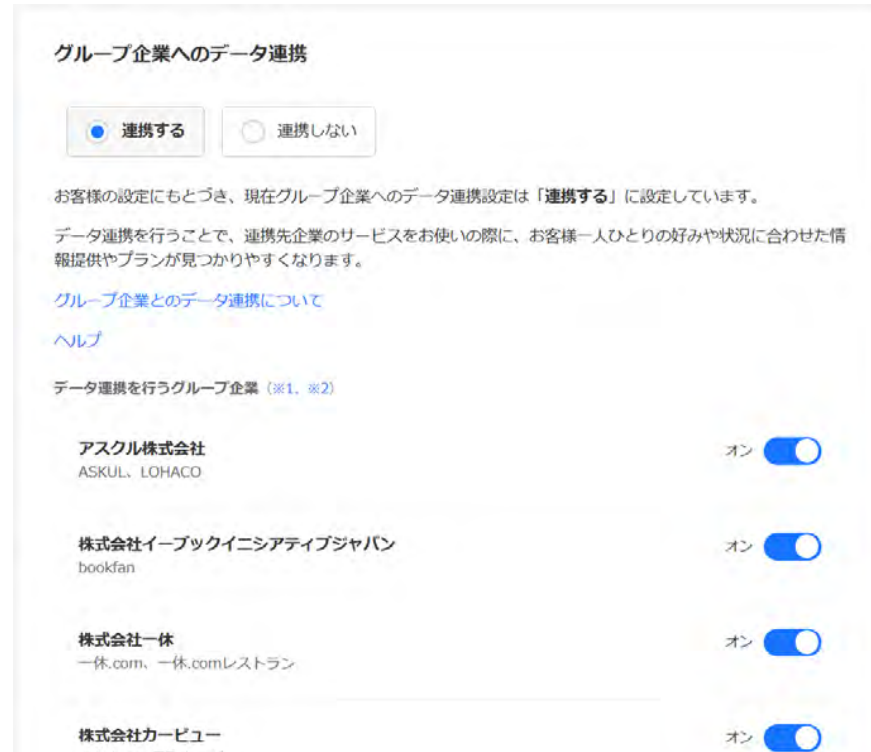 グループ企業へのデータ連携
連携する
連携しない
お客様の設定にもとづき、現在グループ企業へのデータ連携設定は「連携する」に設定しています。
データ連携を行うことで、連携先企業のサービスをお使いの際に、お客様一人ひとりの好みや状況に合わせた情
報提供やプランが見つかりやすくなります。
グループ企業とのデータ連携について
ヘルプ
データ連携を行うグループ企業（※1、※2）
アスクル株式会社
オン
ASKUL、LOHACO
株式会社イーブックイニシアティブジャパン
オン
bookfan
株式会社一休
オン
一休.com、一休.comレストラン
株式会社カービュー
オン